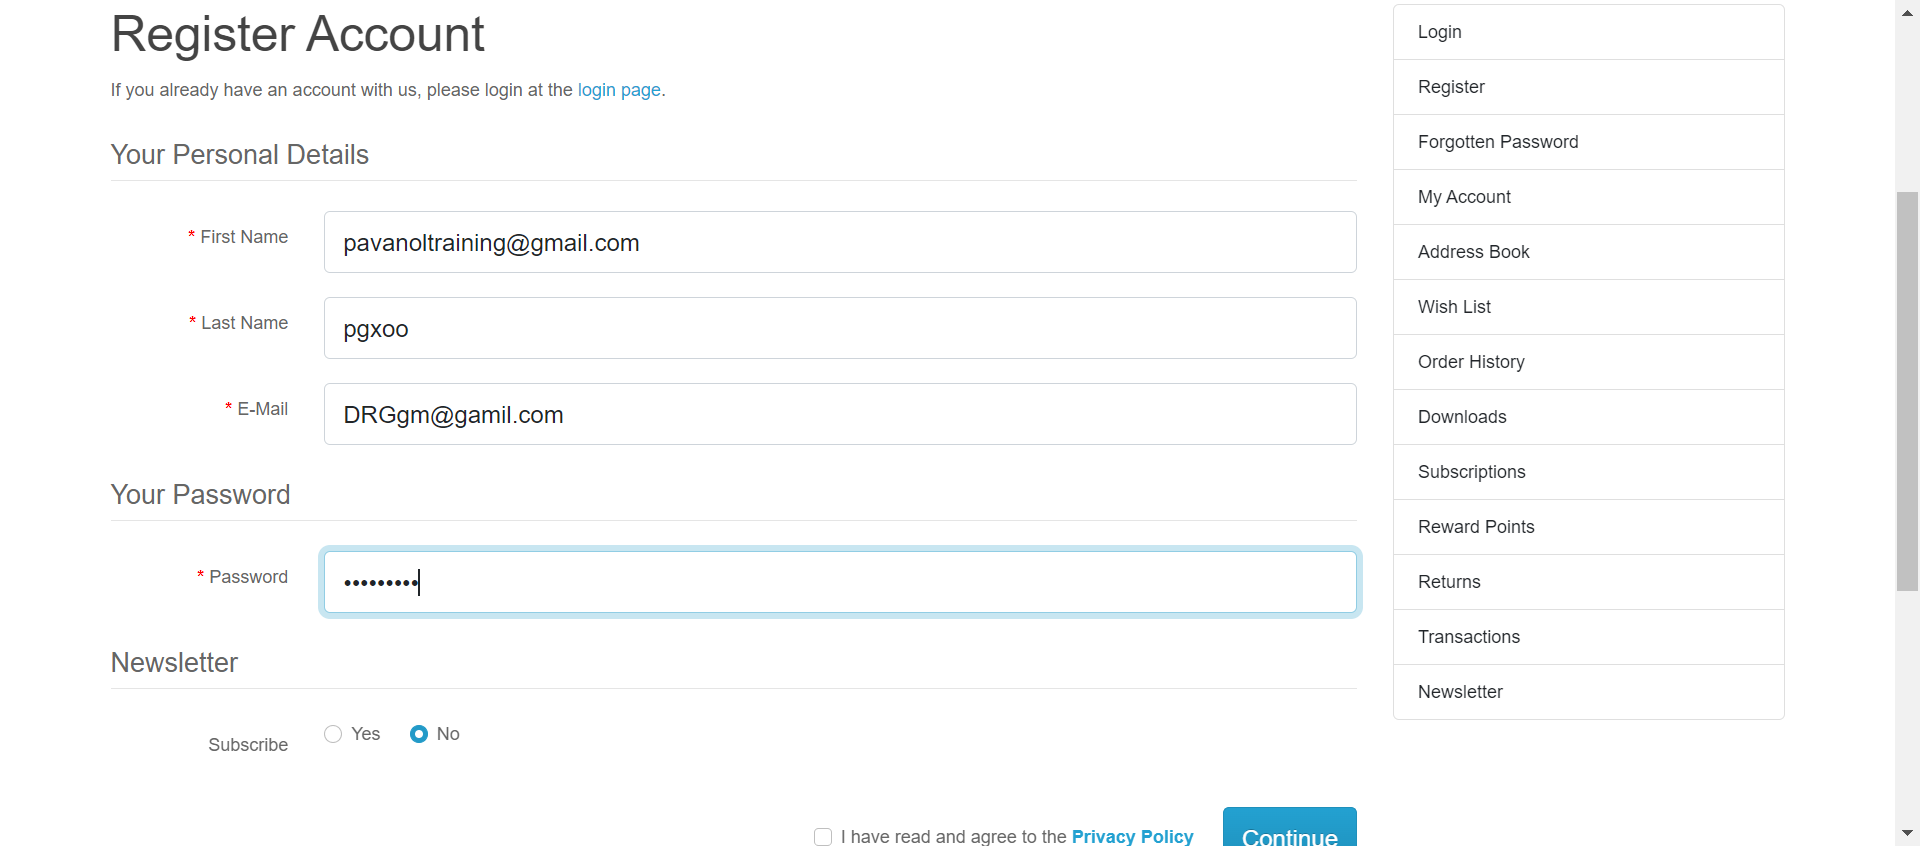 Register Account
If you already have an account with us, please login at the login page.
Your Personal Details
* First Name
pavanoltraining@gmail.com
* Last Name
pgxoo
* E-Mail
DRGgm@gamil.com
Your Password
* Password
•••••••••
Newsletter
Subscribe
Yes
No
I have read and agree to the Privacy Policy
Continue
Login
Register
Forgotten Password
My Account
Address Book
Wish List
Order History
Downloads
Subscriptions
Reward Points
Returns
Transactions
Newsletter